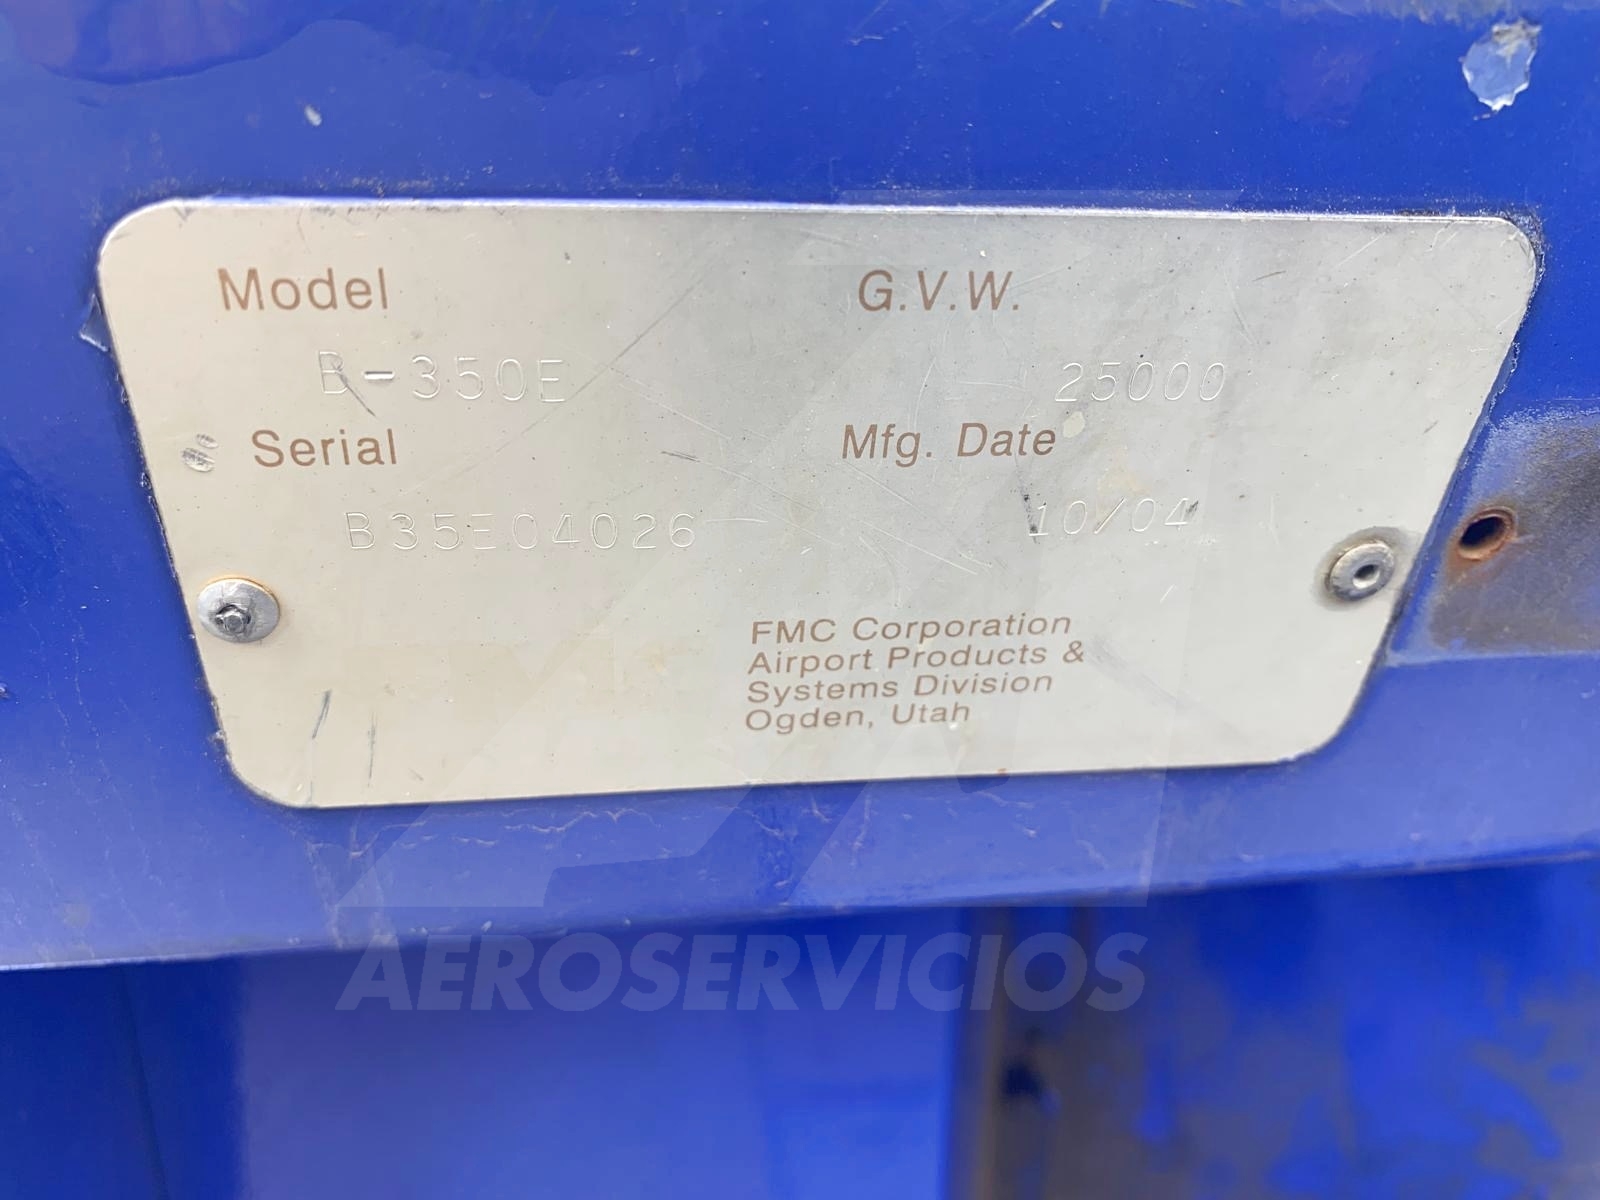 Model G.V.W.
B-350E 25000
Serial Mfg. Date
B35E04026 10/04
FMC Corporation
Airport Products &
Systems Division
Ogden, Utah
AEROSERVICIOS